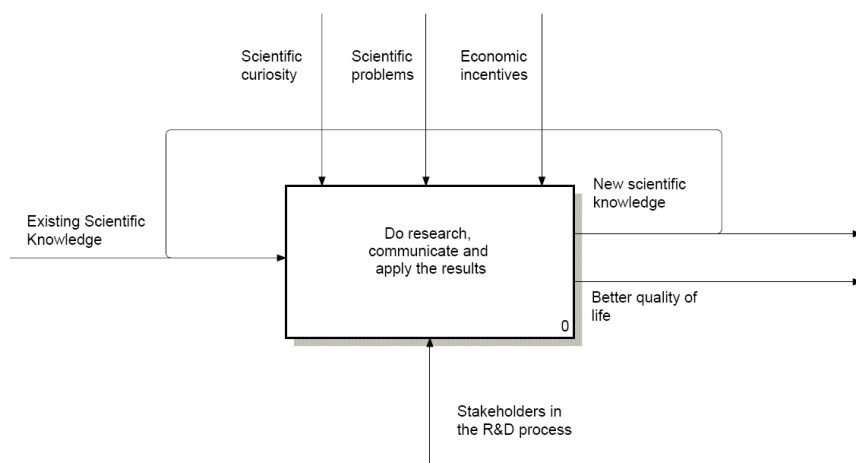 Scientific
curiosity
Scientific
problems
Economic
incentives
New scientific
knowledge
Existing Scientific
Knowledge
Do research,
communicate and
apply the results
0
Better quality of
life
Stakeholders in
the R&D process